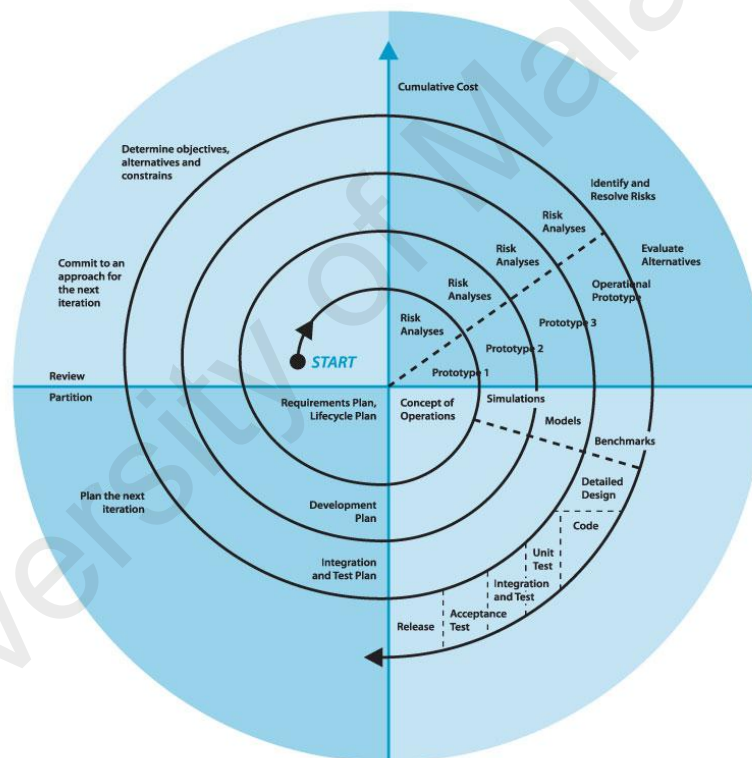 Cumulative Cost
Determine objectives,
alternatives and
constrains
Identify and
Resolve Risks
Risk
Analyses
Evaluate
Alternatives
Commit to an
approach for
the next
iteration
Risk
Analyses
Operational
Prototype
Risk
Analyses
Prototype 3
Risk
Analyses
Prototype 2
START
Prototype 1
Review
Partition
Requirements Plan,
Lifecycle Plan
Concept of
Operations
Simulations
Models
Benchmarks
Plan the next
iteration
Development
Plan
Detailed
Design
Code
Integration
and Test Plan
Unit
Test
Integration
and Test
Acceptance
Test
Release
versity of Mala